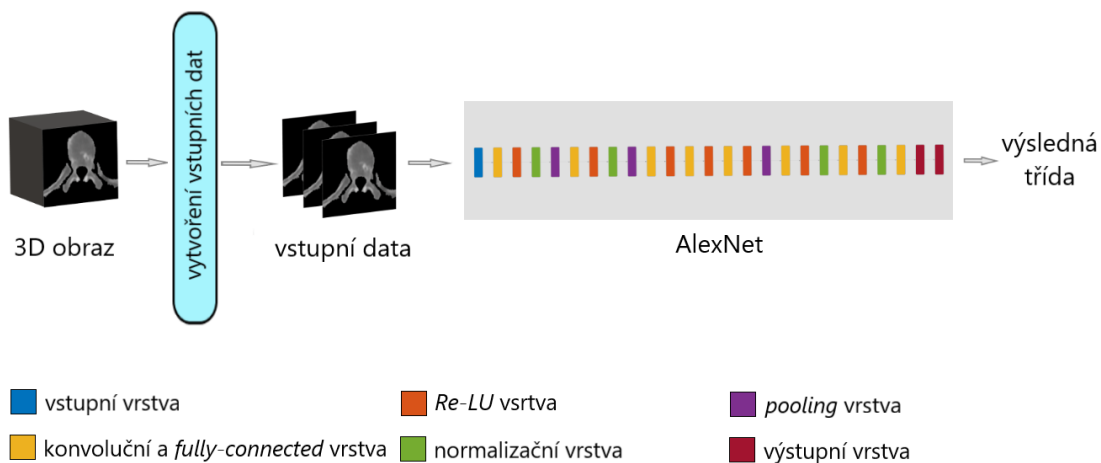 vytvoření vstupních dat
3D obraz
vstupní data
AlexNet
výsledná
třída
vstupní vrstva
Re-LU vsrtva
pooling vrstva
konvoluční a fully-connected vrstva
normalizační vrstva
výstupní vrstva